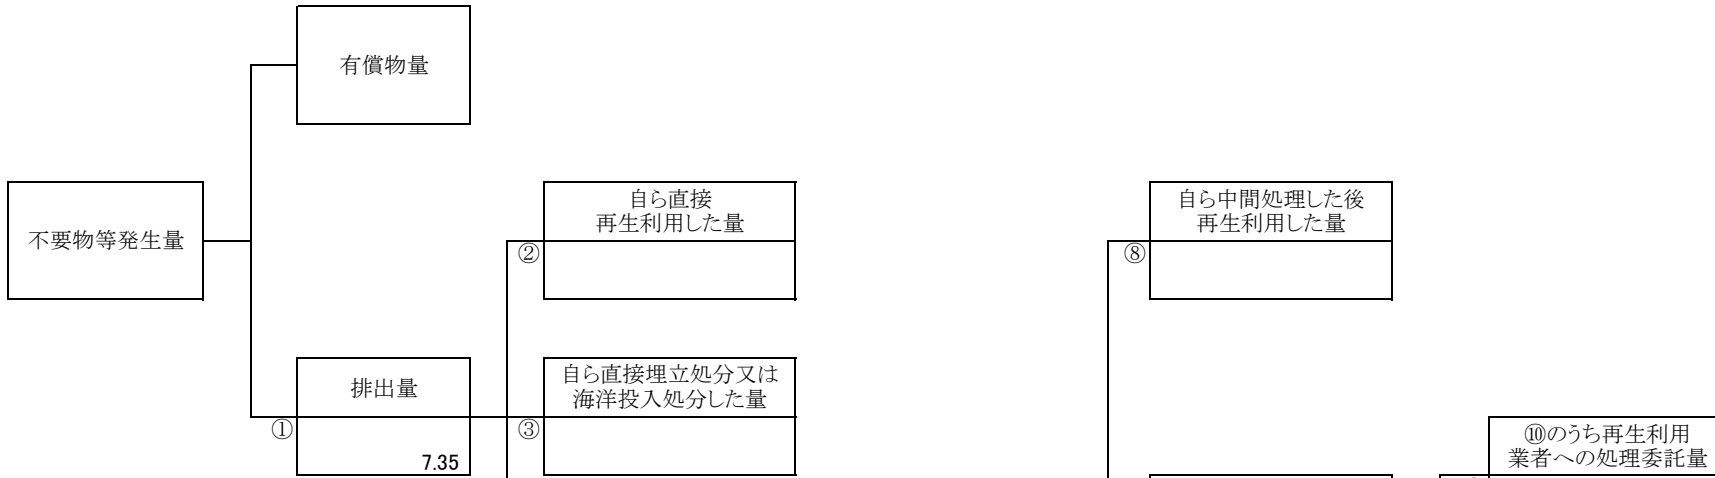 有償物量
不要物等発生量
自ら直接
再生利用した量
②
自ら中間処理した後
再生利用した量
⑧
排出量
①
7.35
自ら直接埋立処分又は
海洋投入処分した量
③
⑩のうち再生利用
業者への処理委託量